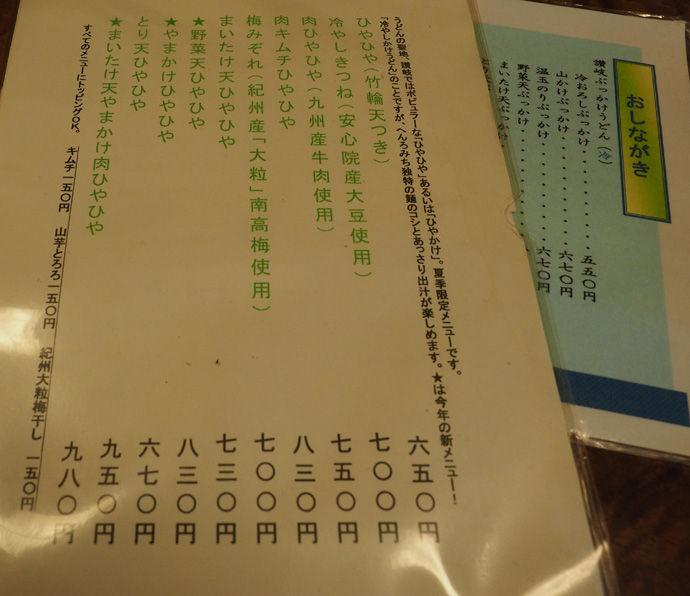 おしながき
讃岐ぶっかけうどん(冷)
冷おろしぶっかけ・・・・・・・・五五〇円
山かけぶっかけ・・・・・・・・六七〇円
温玉のりぶっかけ・・・・・・・六七〇円
野菜天ぶっかけ・・・・・・
まいたけ天ぶっかけ・
うどんの聖地、讃岐ではポピュラーな「ひやひや」あるいは「ひやかけ」。夏季限定メニューです。
「冷やしかけうどん」のことですが、へんろみち独特の麺のコシとあっさり出汁が楽しめます。★は今年の新メニュー!
ひやひや(竹輪天つき) 六五〇円
冷やしきつね(安心院産大豆使用) 七〇〇円
肉ひやひや(九州産牛肉使用) 七五〇円
肉キムチひやひや 八三〇円
梅みぞれ(紀州産「大粒」南高梅使用) 七〇〇円
まいたけ天ひやひや 七三〇円
★野菜天ひやひや 八三〇円
★やまかけひやひや 六七〇円
とり天ひやひや 九五〇円
★まいたけ天やまかけ肉ひやひや 九八〇円
すべてのメニューにトッピングOK。 キムチ一五〇円 山芋とろろ一五〇円 紀州大粒梅干し 一五〇円